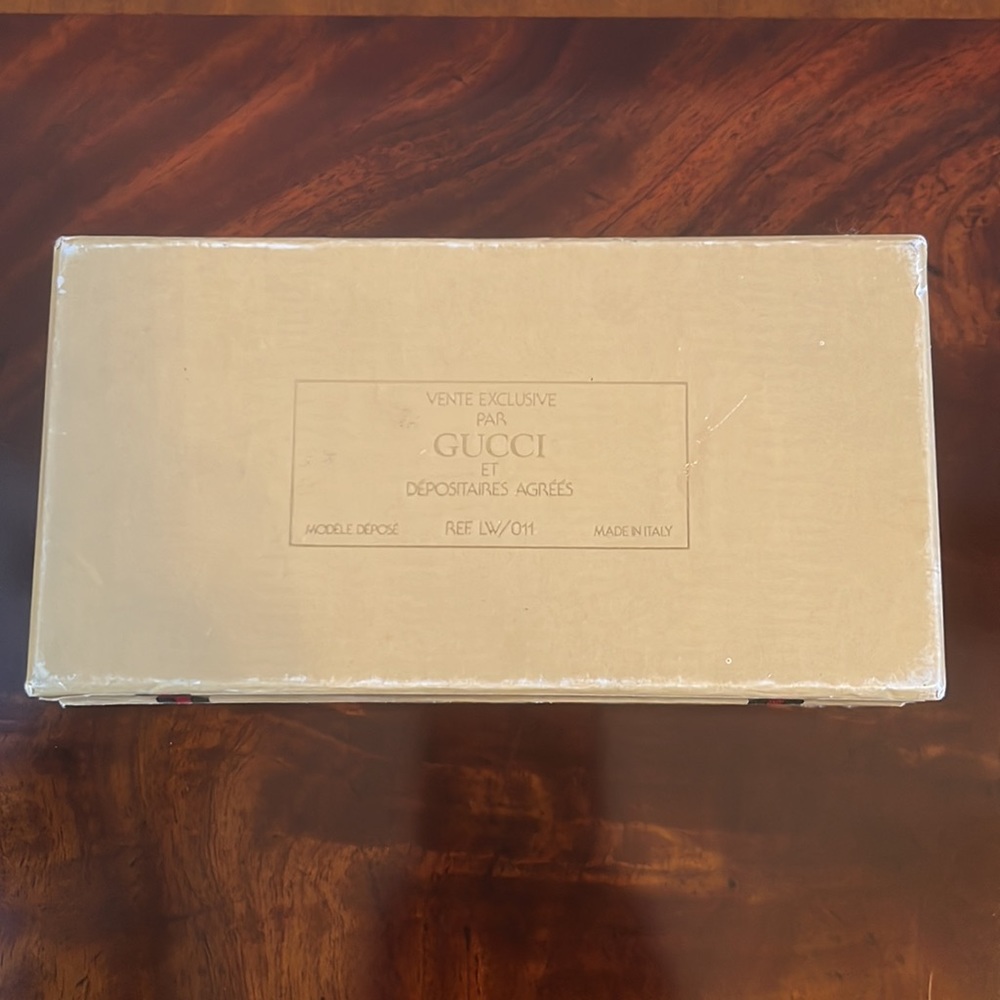 VENTE EXCLUSIVE
PAR
GUCCI
ET
DÉPOSITAIRES AGRÉÉS
MODÈLE DÉPOSÉ REF. LW/011 MADE IN ITALY